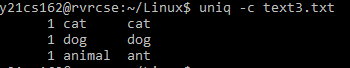 y21cs162@rvrcse:~/Linux$ uniq -c text3.txt
1 cat cat
1 dog dog
1 animal ant